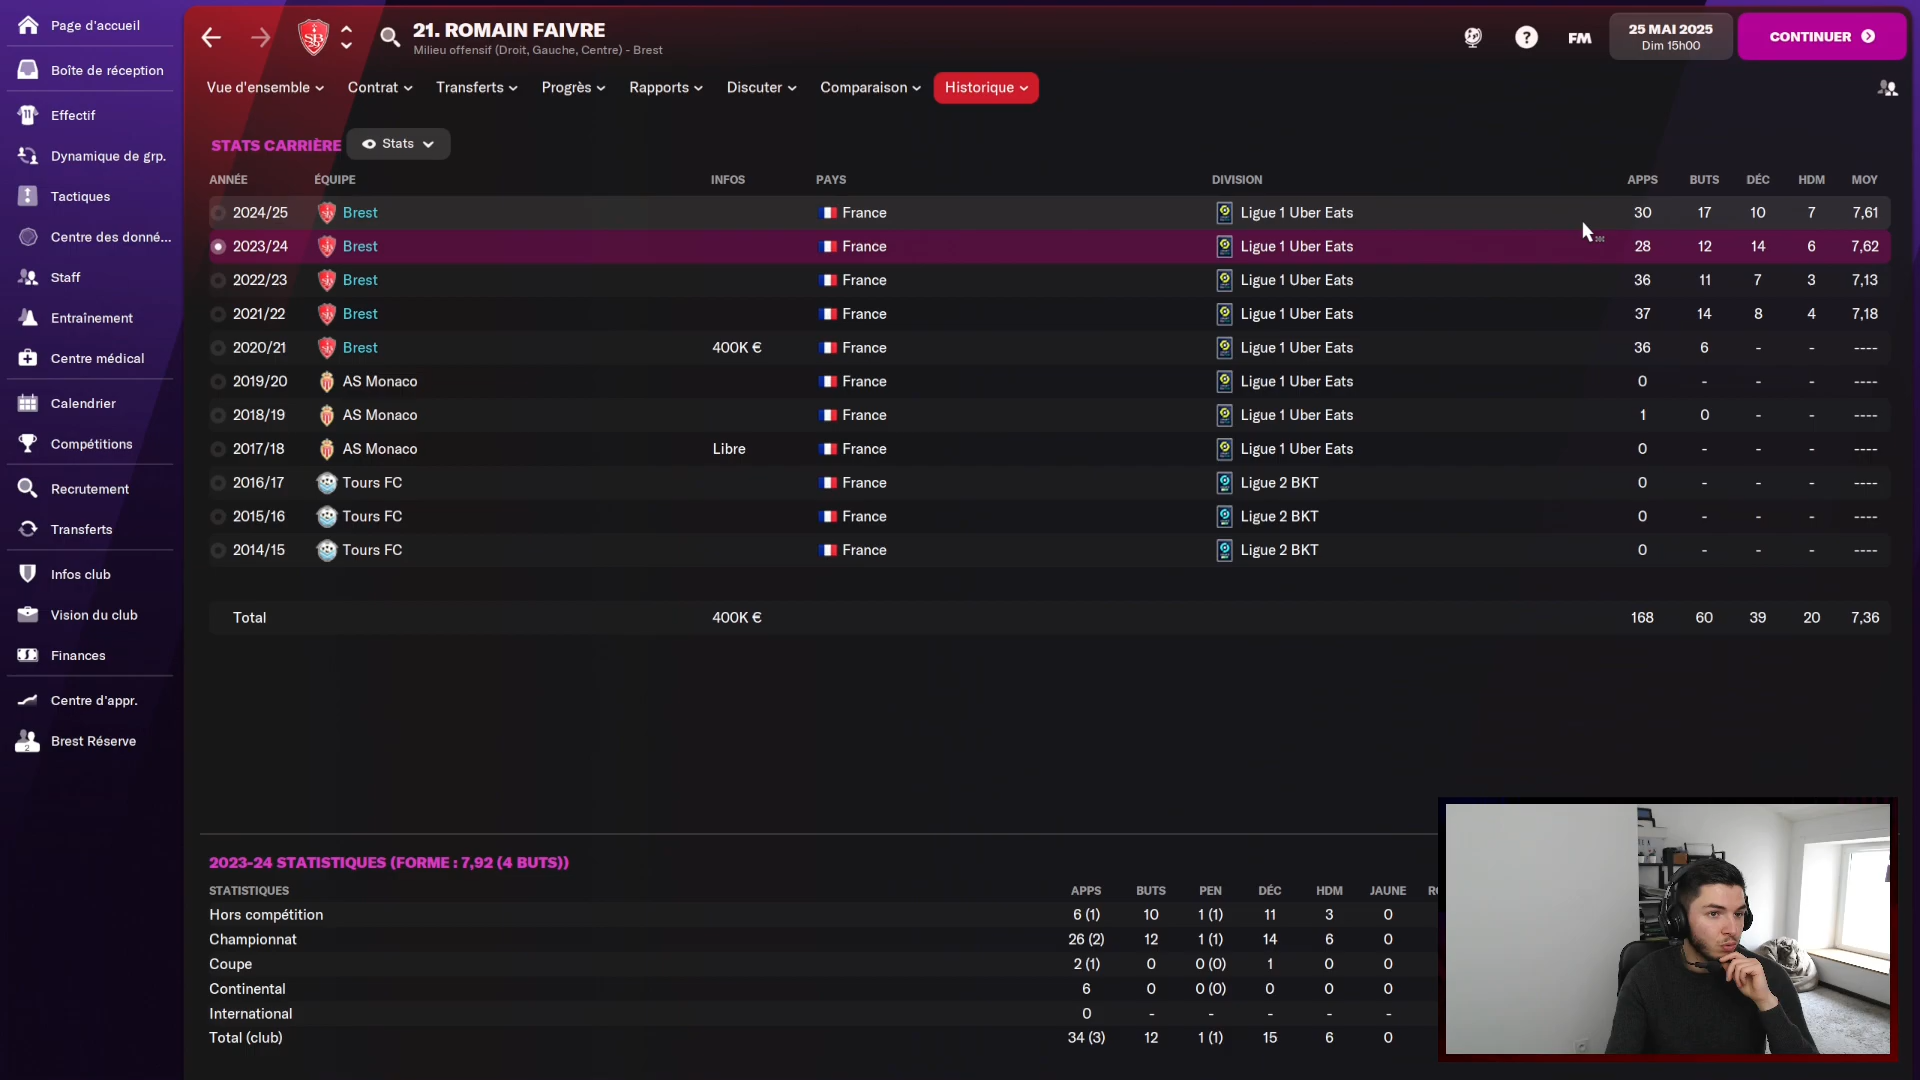 Page d'accueil
Boîte de réception
Effectif
Dynamique de grp.
Tactiques
Centre des donné...
Staff
Entraînement
Centre médical
Calendrier
Compétitions
Recrutement
Transferts
Infos club
Vision du club
Finances
Centre d'appr.
Brest Réserve
21. ROMAIN FAIVRE
Milieu offensif (Droit, Gauche, Centre) - Brest
FM
25 MAI 2025
Dim 15h00
CONTINUER
Vue d'ensemble Contrat Transferts Progrès Rapports Discuter Comparaison Historique
STATS CARRIÈRE Stats
ANNÉE ÉQUIPE INFOS PAYS DIVISION APPS BUTS DÉC HDM MOY
2024/25 Brest France Ligue 1 Uber Eats 30 17 10 7 7,61
2023/24 Brest France Ligue 1 Uber Eats 28 12 14 6 7,62
2022/23 Brest France Ligue 1 Uber Eats 36 11 7 3 7,13
2021/22 Brest France Ligue 1 Uber Eats 37 14 8 4 7,18
2020/21 Brest 400K € France Ligue 1 Uber Eats 36 6 - - ----
2019/20 AS Monaco France Ligue 1 Uber Eats 0 - - - ----
2018/19 AS Monaco France Ligue 1 Uber Eats 1 0 - - ----
2017/18 AS Monaco Libre France Ligue 1 Uber Eats 0 - - - ----
2016/17 Tours FC France Ligue 2 BKT 0 - - - ----
2015/16 Tours FC France Ligue 2 BKT 0 - - - ----
2014/15 Tours FC France Ligue 2 BKT 0 - - - ----
Total 400K € 168 60 39 20 7,36
2023-24 STATISTIQUES (FORME : 7,92 (4 BUTS))
STATISTIQUES APPS BUTS PEN DÉC HDM JAUNE
Hors compétition 6 (1) 10 1 (1) 11 3 0
Championnat 26 (2) 12 1 (1) 14 6 0
Coupe 2 (1) 0 0 (0) 1 0 0
Continental 6 0 0 (0) 0 0 0
International 0 - - - - -
Total (club) 34 (3) 12 1 (1) 15 6 0